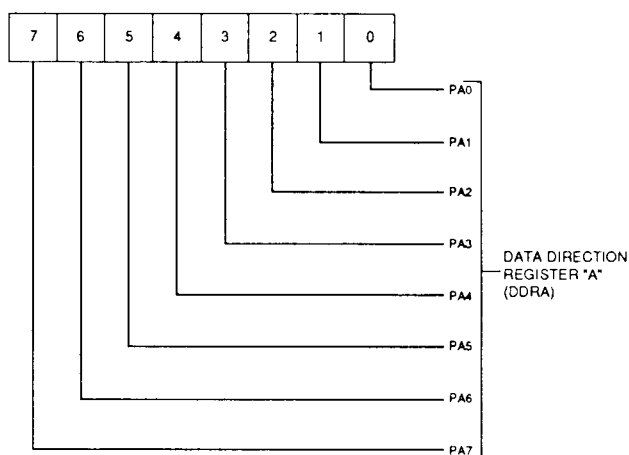 7 6 5 4 3 2 1 0
PA0
PA1
PA2
PA3
DATA DIRECTION
REGISTER "A"
(DDRA)
PA4
PA5
PA6
PA7